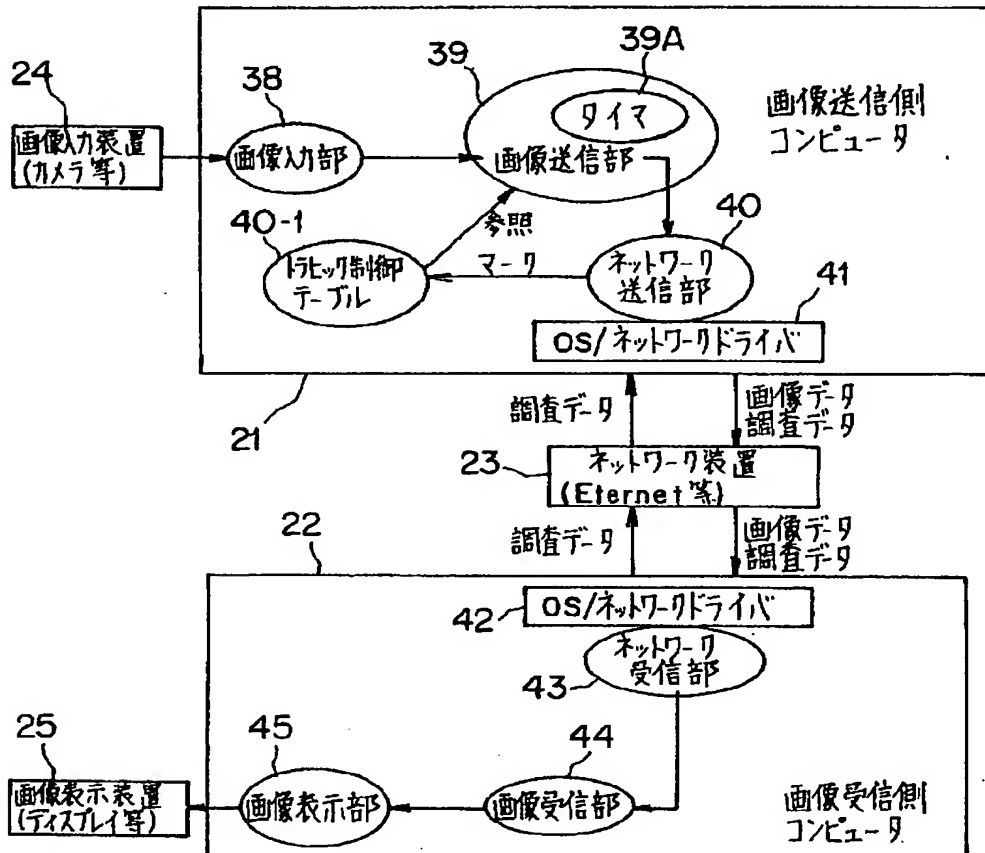 39A
39
24
38
タイマ
画像送信側
コンピュータ
画像入力装置
(カメラ等)
画像入力部
画像送信部
40-1
参照
40
トラヒック制御
テーブル
マーク
ネットワーク
送信部
41
OS/ネットワークドライバ
21
調査データ
画像データ
調査データ
23
ネットワーク装置
(Eternet等)
22
調査データ
画像データ
調査データ
42
OS/ネットワークドライバ
ネットワーク
受信部
43
25
45
44
画像表示装置
(ディスプレイ等)
画像表示部
画像受信部
画像受信側
コンピュータ